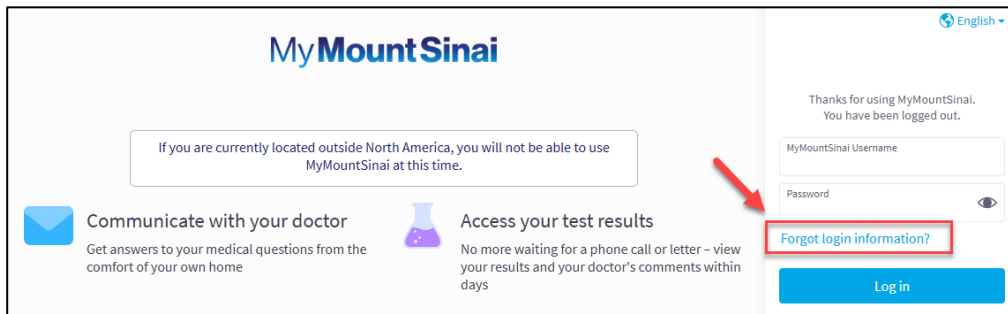 English
MyMountSinai
Thanks for using MyMountSinai.
You have been logged out.
If you are currently located outside North America, you will not be able to use
MyMountSinai at this time.
MyMountSinai Username
Password
Communicate with your doctor
Get answers to your medical questions from the
comfort of your own home
Access your test results
No more waiting for a phone call or letter – view
your results and your doctor's comments within
days
Forgot login information?
Log in